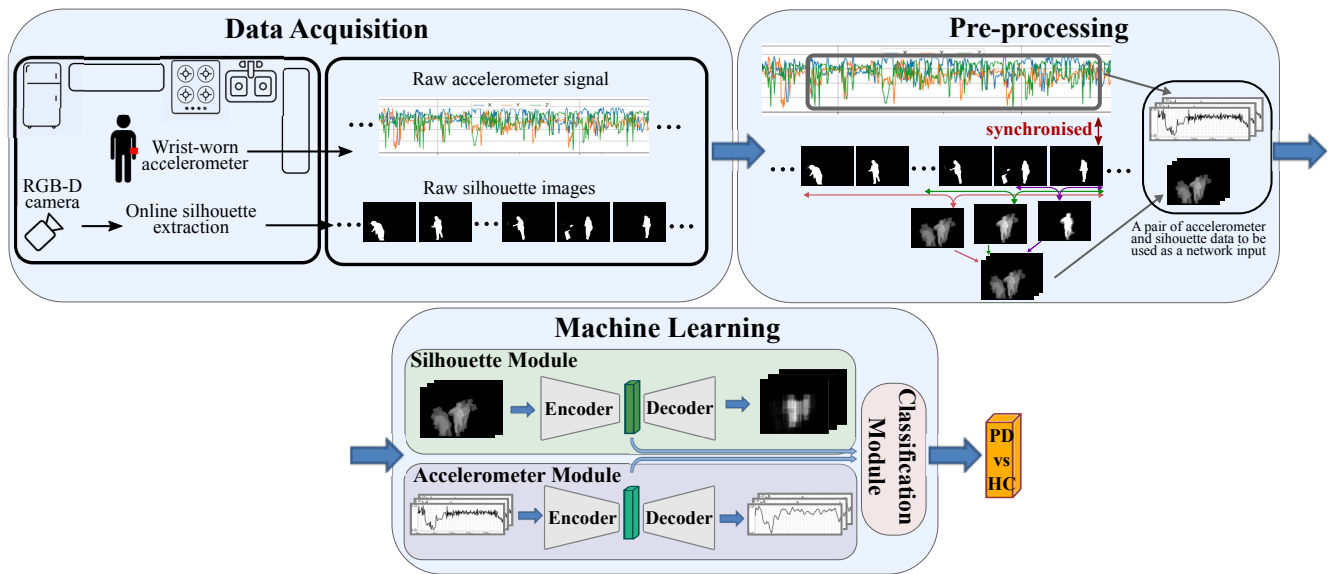 Data Acquisition
Raw accelerometer signal
X Y Z
Wrist-worn
accelerometer
RGB-D
camera
Online silhouette
extraction
Raw silhouette images
Pre-processing
X Y Z
synchronised
A pair of accelerometer
and sihouette data to be
used as a network input
Machine Learning
Silhouette Module
Encoder
Decoder
Accelerometer Module
Encoder
Decoder
Classification
Module
PD
vs
HC